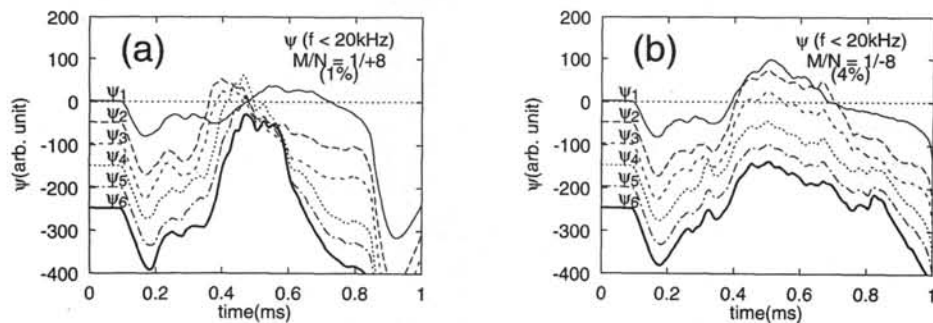 200
100
0
-100
-200
-300
-400
ψ(arb. unit)
(a)
ψ (f < 20kHz)
M/N = 1/+8
(1%)
ψ1
ψ2
ψ3
ψ4
ψ5
ψ6
0 0.2 0.4 0.6 0.8 1
time(ms)
200
100
0
-100
-200
-300
-400
ψ(arb. unit)
(b)
ψ (f < 20kHz)
M/N = 1/-8
(4%)
ψ1
ψ2
ψ3
ψ4
ψ5
ψ6
0 0.2 0.4 0.6 0.8 1
time(ms)